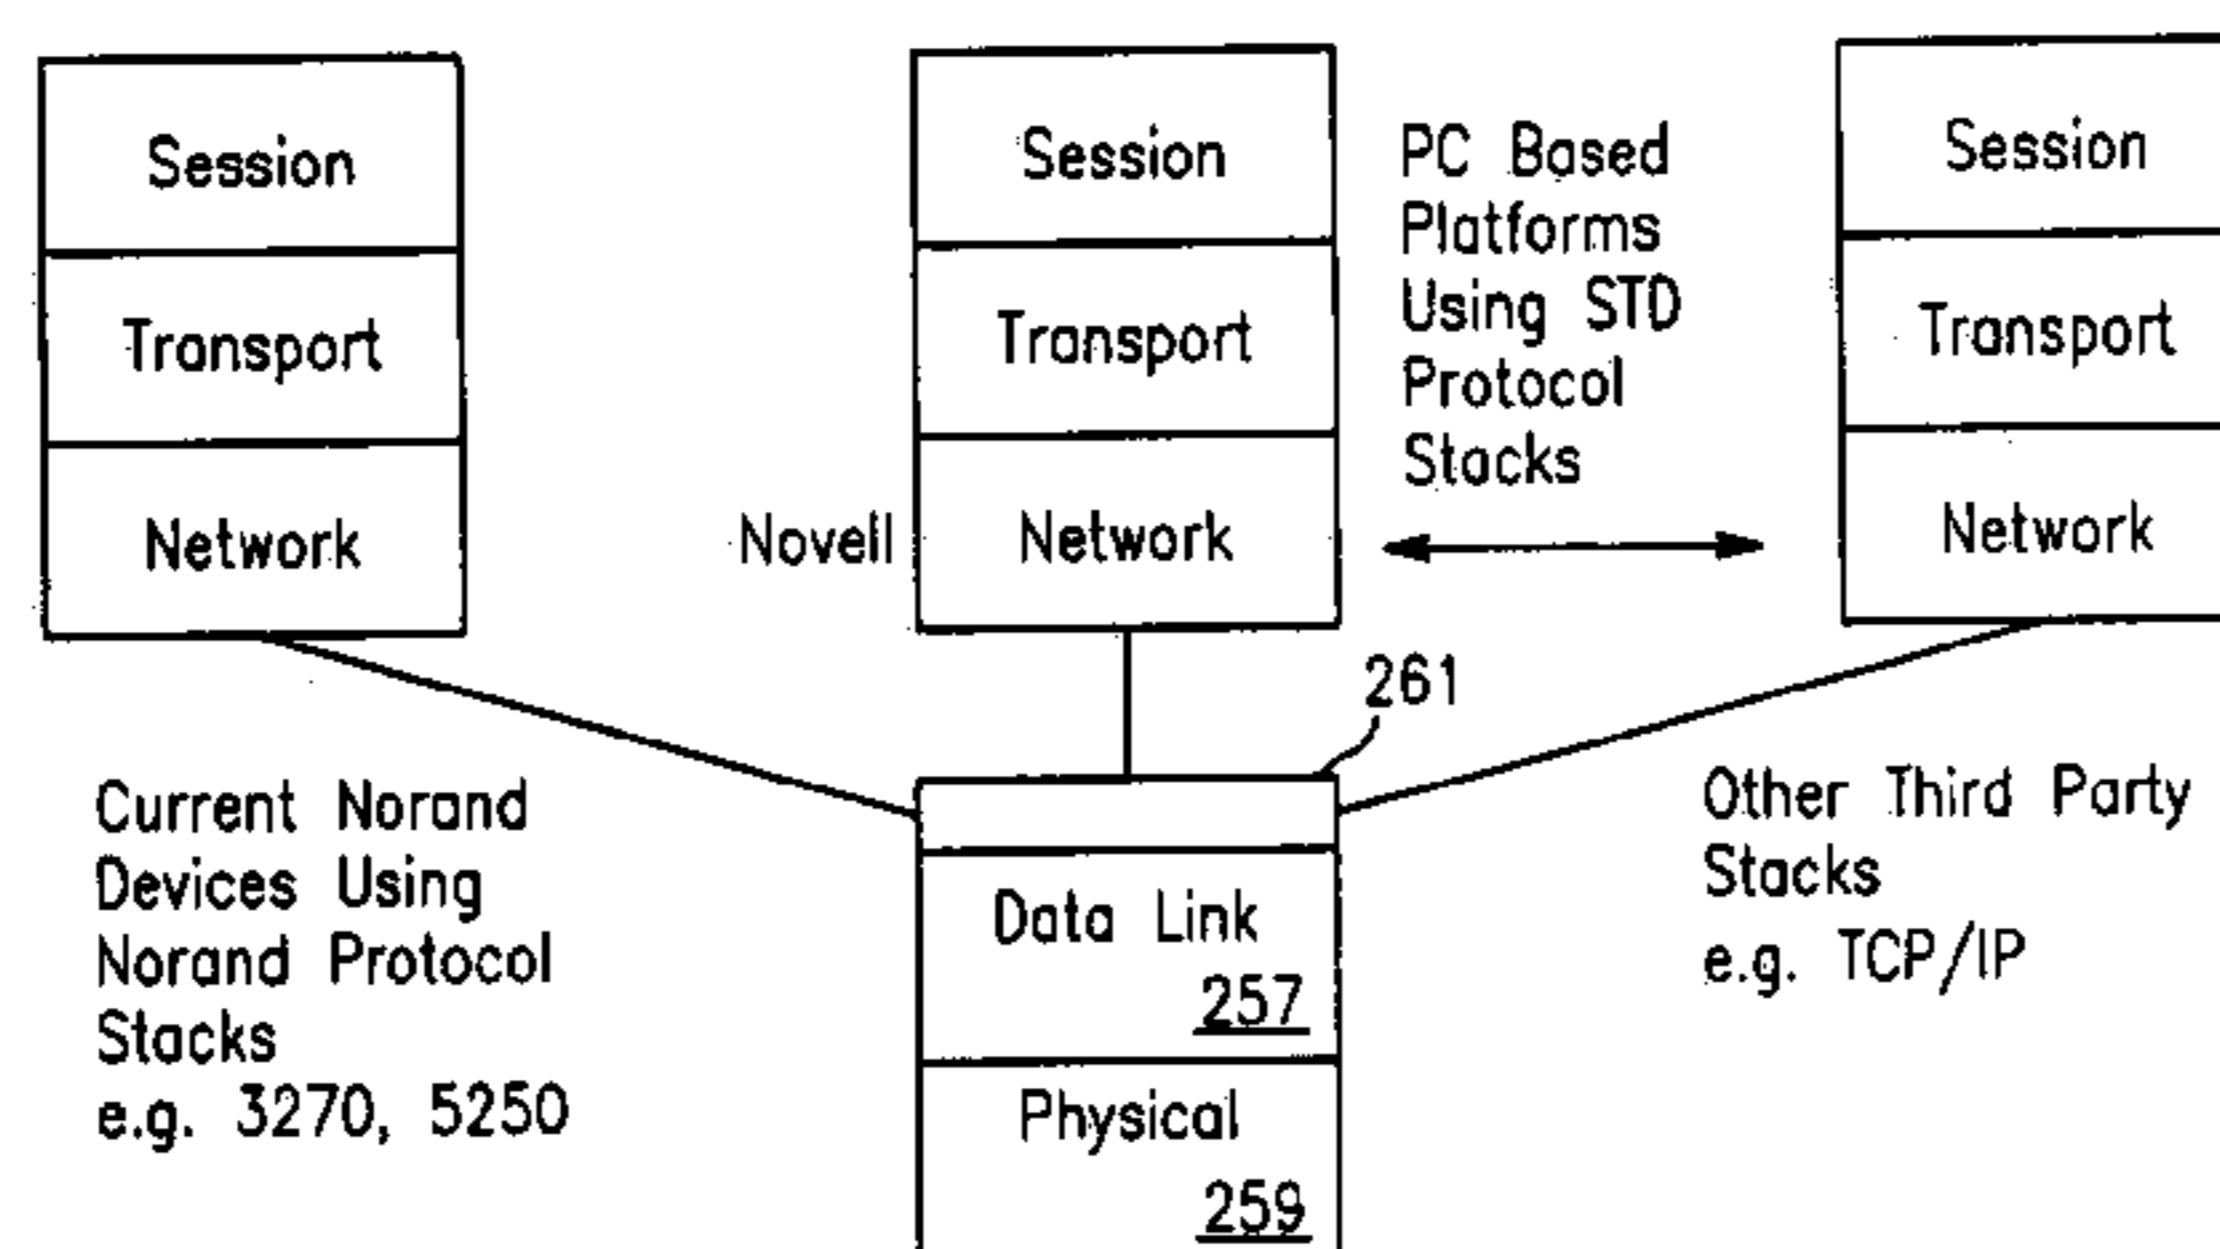 Session
Transport
Network
Current Norand
Devices Using
Norand Protocol
Stacks
e.g. 3270, 5250
Novell
Session
Transport
Network
PC Based
Platforms
Using STD
Protocol
Stacks
Session
Transport
Network
Other Third Party
Stacks
e.g. TCP/IP
261
Data Link
257
Physical
259